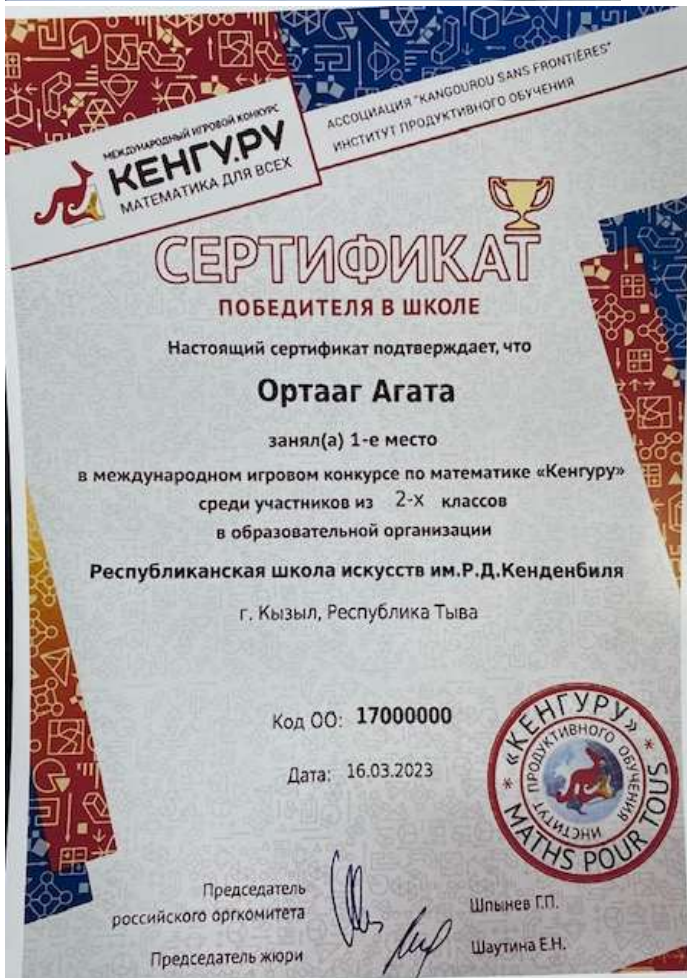 АССОЦИАЦИЯ "KANGOUROU SANS FRONTIÈRES"
ИНСТИТУТ ПРОДУКТИВНОГО ОБУЧЕНИЯ
МЕЖДУНАРОДНЫЙ ИГРОВОЙ КОНКУРС
КЕНГУ.РУ
МАТЕМАТИКА ДЛЯ ВСЕХ
СЕРТИФИКАТ
ПОБЕДИТЕЛЯ В ШКОЛЕ
Настоящий сертификат подтверждает, что
Ортааг Агата
занял(а) 1-е место
в международном игровом конкурсе по математике «Кенгуру»
среди участников из 2-х классов
в образовательной организации
Республиканская школа искусств им.Р.Д.Кенденбиля
г. Кызыл, Республика Тыва
Код ОО: 17000000
Дата: 16.03.2023
* «КЕНГУРУ» *
MATHS POUR TOUS
ИНСТИТУТ ПРОДУКТИВНОГО ОБУЧЕНИЯ
Председатель
российского оргкомитета
Шпынев Г.П.
Председатель жюри
Шаутина Е.Н.